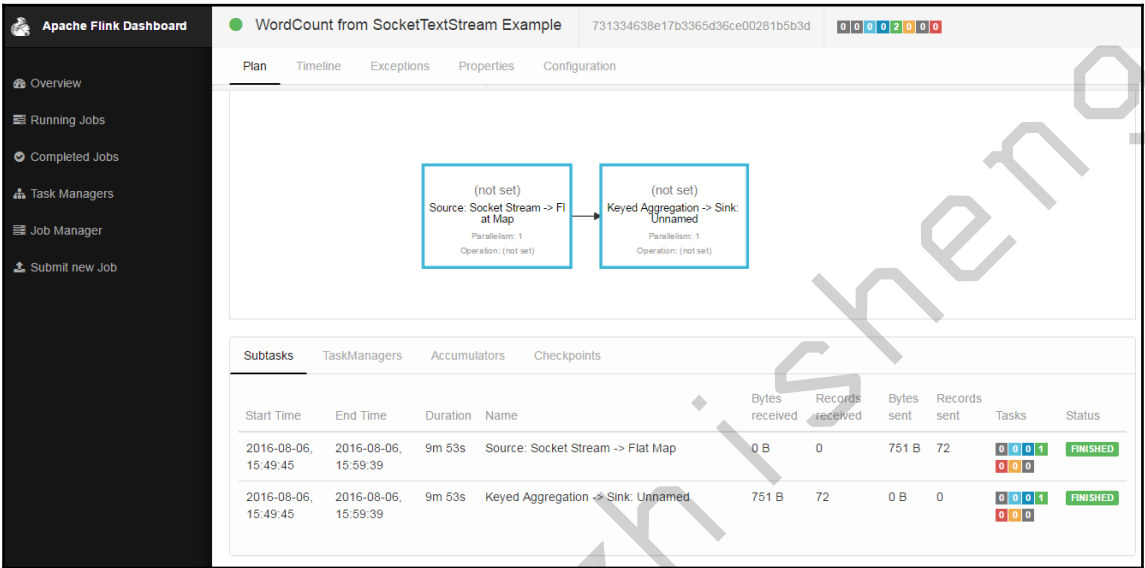 Apache Flink Dashboard
WordCount from SocketTextStream Example 731334638e17b3365d36ce00281b5b3d 0 0 0 0 2 0 0 0 0
Plan Timeline Exceptions Properties Configuration
Overview
Running Jobs
Completed Jobs
Task Managers
Job Manager
Submit new Job
(not set)
Source: Socket Stream -> Fl
at Map
Parallelism: 1
Operation: (not set)
(not set)
Keyed Aggregation -> Sink:
Unnamed
Parallelism: 1
Operation: (not set)
Subtasks TaskManagers Accumulators Checkpoints
Start Time End Time Duration Name Bytes received Records received Bytes sent Records sent Tasks Status
2016-08-06, 15:49:45 2016-08-06, 15:59:39 9m 53s Source: Socket Stream -> Flat Map 0 B 0 751 B 72 0 0 0 1 0 0 0 FINISHED
2016-08-06, 15:49:45 2016-08-06, 15:59:39 9m 53s Keyed Aggregation -> Sink: Unnamed 751 B 72 0 B 0 0 0 0 1 0 0 0 FINISHED